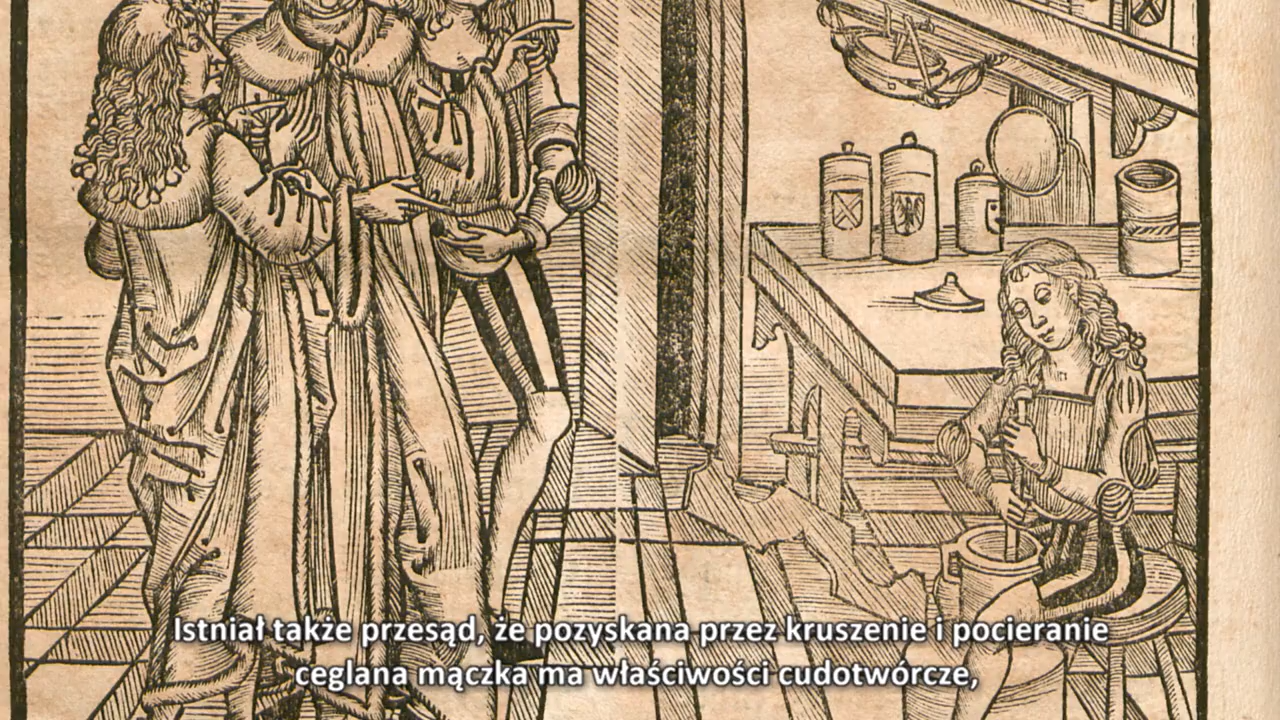 Istniał także przesąd, że pozyskana przez kruszenie i pocieranie
ceglana mączka ma właściwości cudotwórcze,